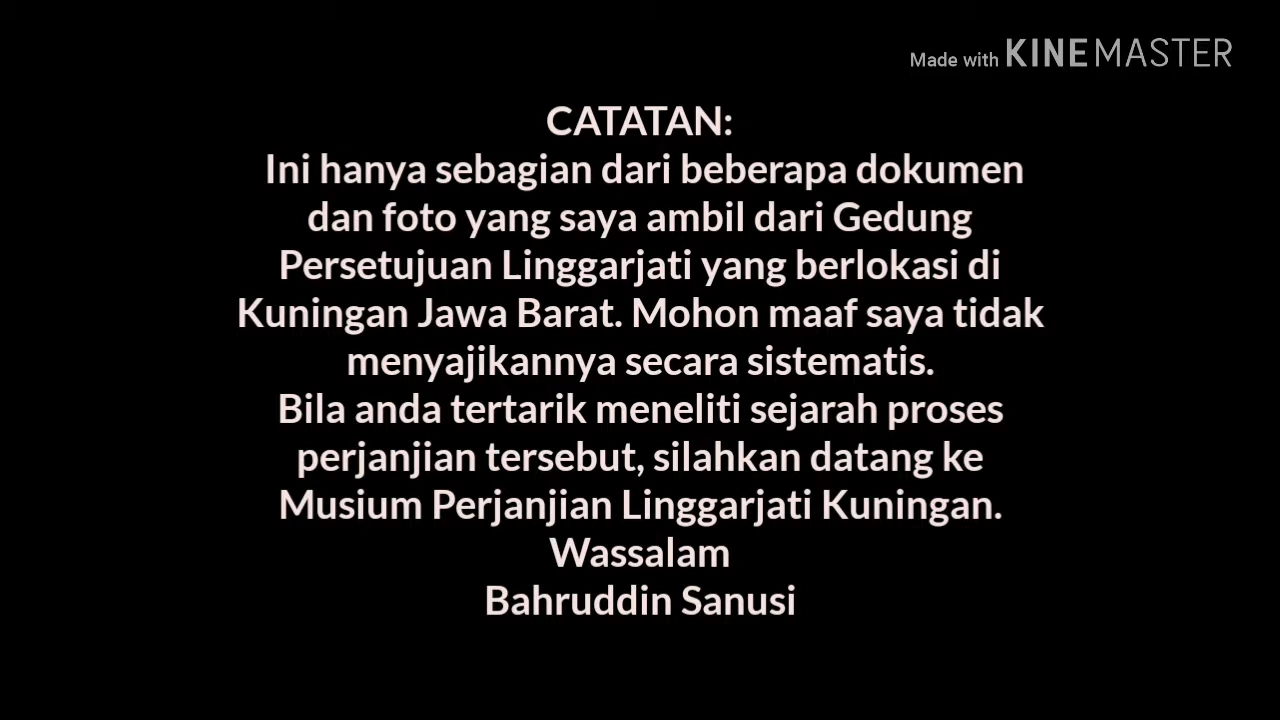 Made with KINEMASTER
CATATAN:
Ini hanya sebagian dari beberapa dokumen
dan foto yang saya ambil dari Gedung
Persetujuan Linggarjati yang berlokasi di
Kuningan Jawa Barat. Mohon maaf saya tidak
menyajikannya secara sistematis.
Bila anda tertarik meneliti sejarah proses
perjanjian tersebut, silahkan datang ke
Musium Perjanjian Linggarjati Kuningan.
Wassalam
Bahruddin Sanusi